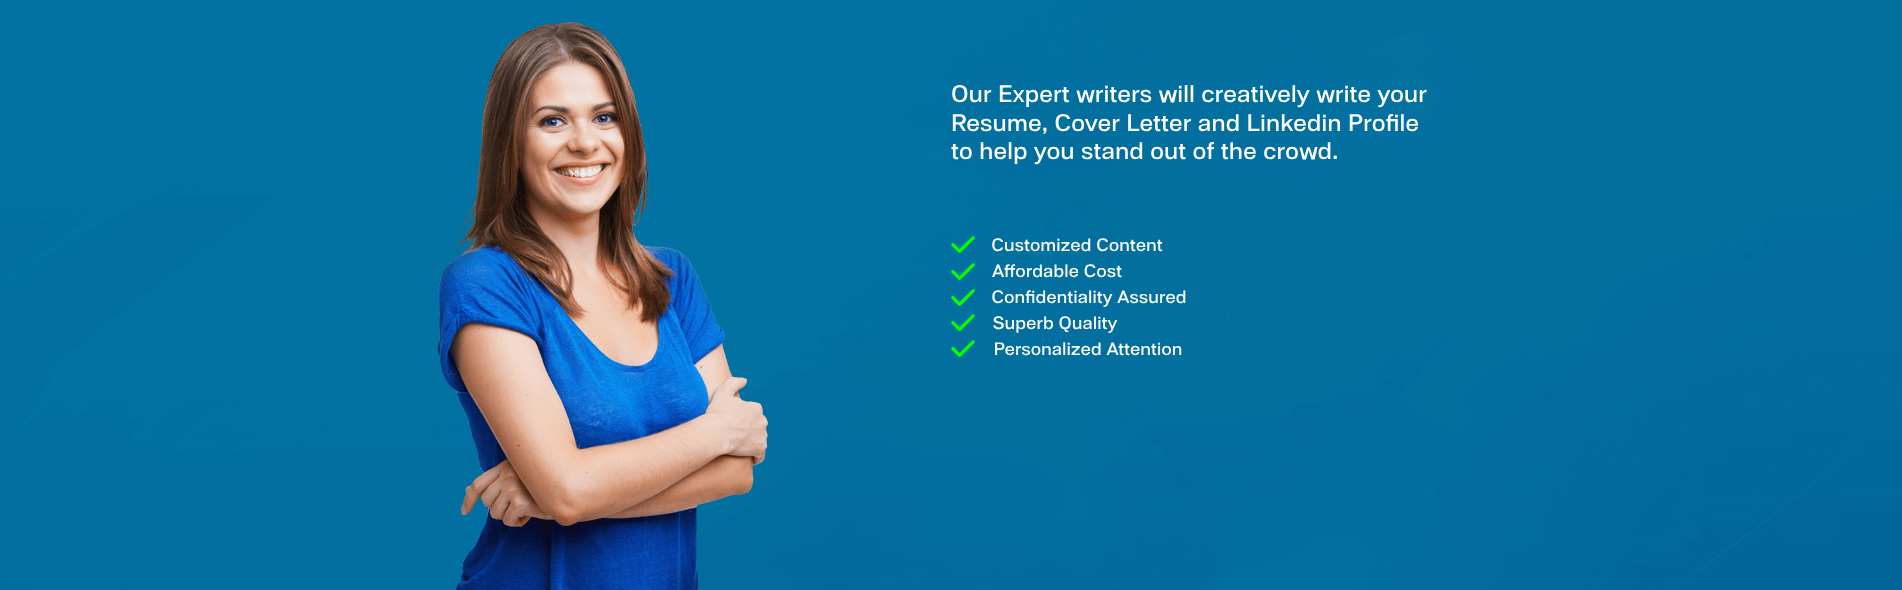 Our Expert writers will creatively write your
Resume, Cover Letter and Linkedin Profile
to help you stand out of the crowd.
Customized Content
Affordable Cost
Confidentiality Assured
Superb Quality
Personalized Attention